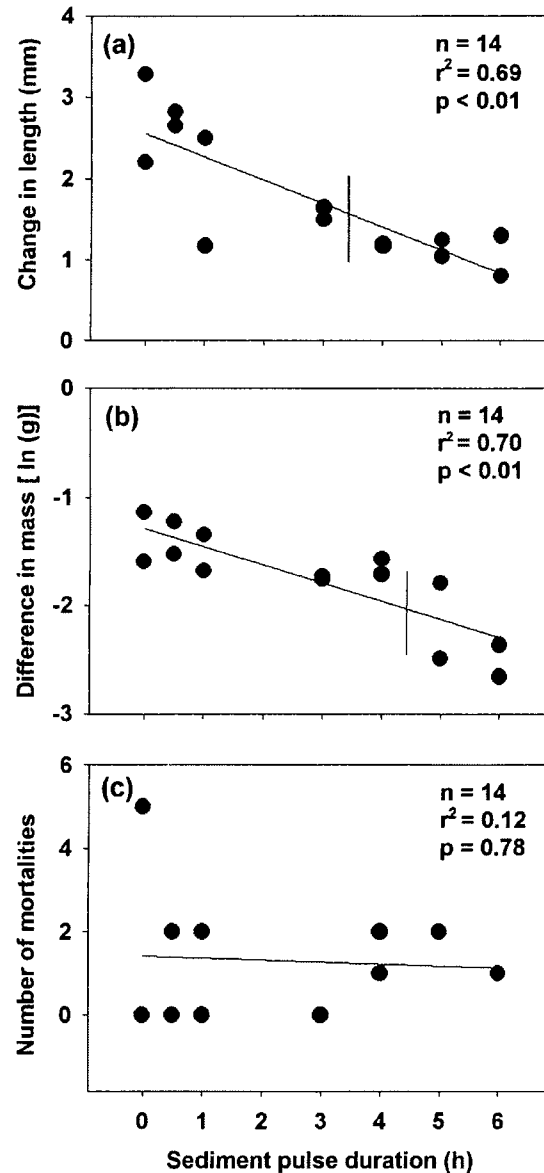 (a)
n = 14
r² = 0.69
p < 0.01
Change in length (mm)
4
3
2
1
0
(b)
n = 14
r² = 0.70
p < 0.01
Difference in mass [ ln (g)]
0
-1
-2
-3
(c)
n = 14
r² = 0.12
p = 0.78
Number of mortalities
6
4
2
0
0 1 2 3 4 5 6
Sediment pulse duration (h)